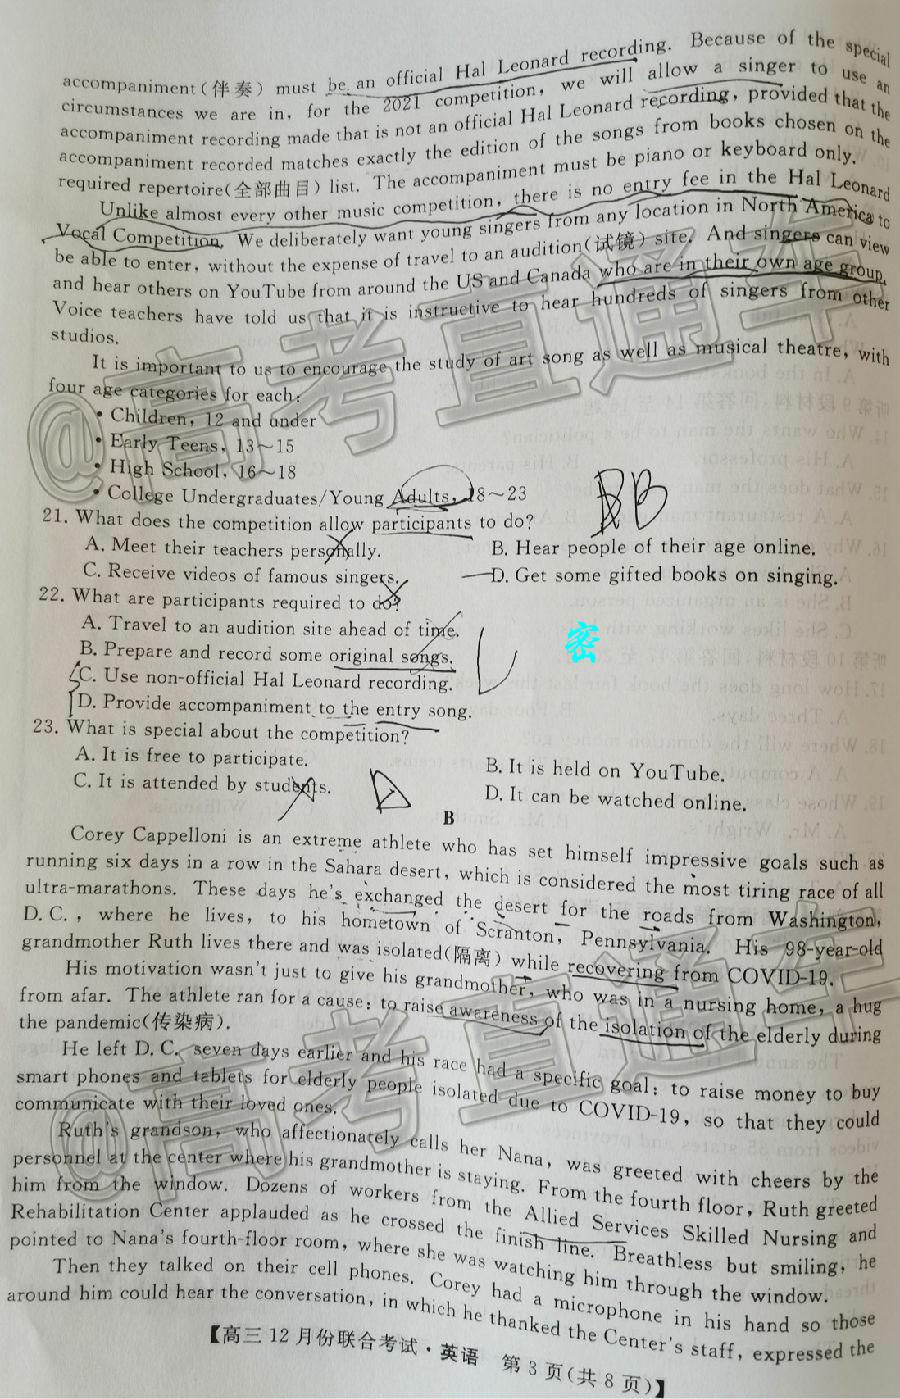 accompaniment(伴奏) must be an official Hal Leonard recording. Because of the special
circumstances we are in, for the 2021 competition, we will allow a singer to use an
accompaniment recording made that is not an official Hal Leonard recording, provided that the
accompaniment recorded matches exactly the edition of the songs from books chosen on the
required repertoire(全部曲目) list. The accompaniment must be piano or keyboard only.
Unlike almost every other music competition, there is no entry fee in the Hal Leonard
Vocal Competition. We deliberately want young singers from any location in North America to
be able to enter, without the expense of travel to an audition(试镜) site. And singers can view
and hear others on YouTube from around the US and Canada who are in their own age group.
Voice teachers have told us that it is instructive to hear hundreds of singers from other
studios.
It is important to us to encourage the study of art song as well as musical theatre, with
four age categories for each:
• Children, 12 and under
• Early Teens, 13~15
• High School, 16~18
• College Undergraduates/Young Adults, 18~23
BB
21. What does the competition allow participants to do?
A. Meet their teachers personally.
B. Hear people of their age online.
C. Receive videos of famous singers.
D. Get some gifted books on singing.
22. What are participants required to do?
A. Travel to an audition site ahead of time.
B. Prepare and record some original songs.
C. Use non-official Hal Leonard recording.
D. Provide accompaniment to the entry song.
密
23. What is special about the competition?
A. It is free to participate.
B. It is held on YouTube.
C. It is attended by students.
D. It can be watched online.
B
Corey Cappelloni is an extreme athlete who has set himself impressive goals such as
running six days in a row in the Sahara desert, which is considered the most tiring race of all
ultra-marathons. These days he's exchanged the desert for the roads from Washington,
D. C., where he lives, to his hometown of Scranton, Pennsylvania. His 98-year-old
grandmother Ruth lives there and was isolated(隔离) while recovering from COVID-19.
His motivation wasn't just to give his grandmother, who was in a nursing home, a hug
from afar. The athlete ran for a cause: to raise awareness of the isolation of the elderly during
the pandemic(传染病).
He left D. C. seven days earlier and his race had a specific goal: to raise money to buy
smart phones and tablets for elderly people isolated due to COVID-19, so that they could
communicate with their loved ones.
Ruth's grandson, who affectionately calls her Nana, was greeted with cheers by the
personnel at the center where his grandmother is staying. From the fourth floor, Ruth greeted
him from the window. Dozens of workers from the Allied Services Skilled Nursing and
Rehabilitation Center applauded as he crossed the finish line. Breathless but smiling, he
pointed to Nana's fourth-floor room, where she was watching him through the window.
Then they talked on their cell phones. Corey had a microphone in his hand so those
around him could hear the conversation, in which he thanked the Center's staff, expressed the
【高三12月份联合考试·英语 第3页(共8页)】
@高考直通车
@高考直通车